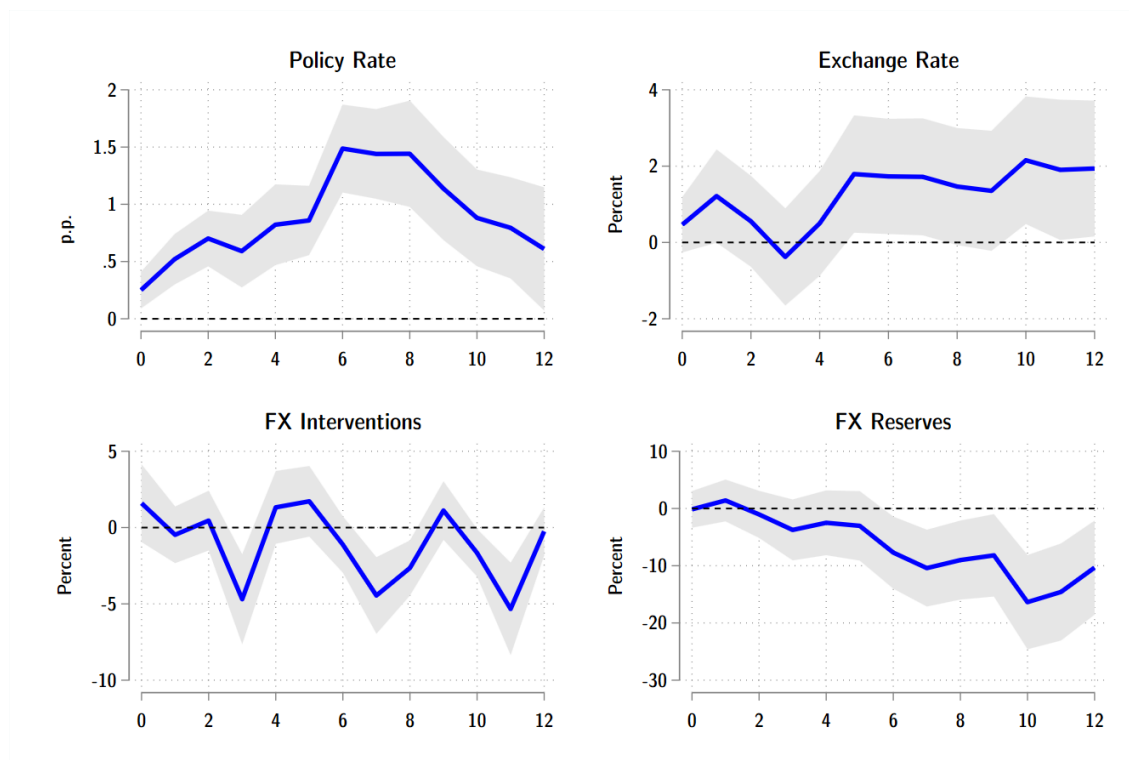 Policy Rate
p.p.
2
1.5
1
.5
0
0 2 4 6 8 10 12
Exchange Rate
Percent
4
2
0
-2
0 2 4 6 8 10 12
FX Interventions
Percent
5
0
-5
-10
0 2 4 6 8 10 12
FX Reserves
Percent
10
0
-10
-20
-30
0 2 4 6 8 10 12